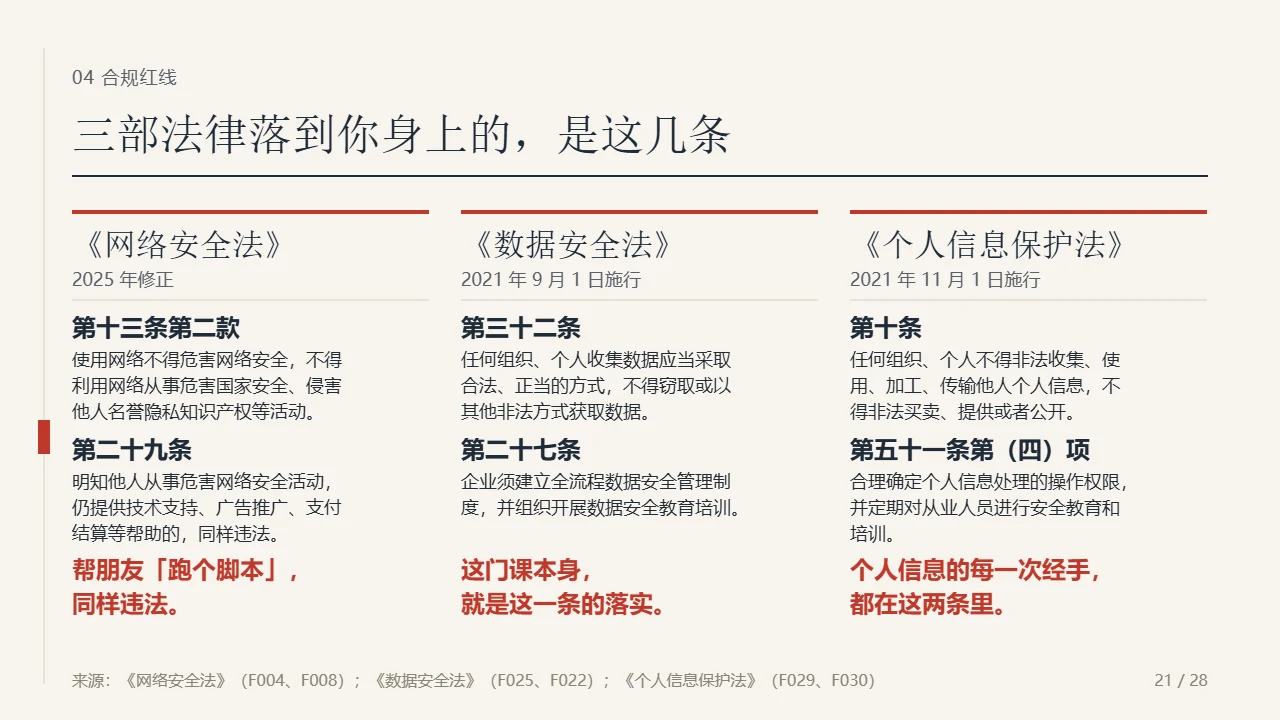 04 合规红线
三部法律落到你身上的，是这几条
《网络安全法》
2025 年修正
第十三条第二款
使用网络不得危害网络安全，不得
利用网络从事危害国家安全、侵害
他人名誉隐私知识产权等活动。
第二十九条
明知他人从事危害网络安全活动，
仍提供技术支持、广告推广、支付
结算等帮助的，同样违法。
帮朋友「跑个脚本」，
同样违法。
《数据安全法》
2021 年 9 月 1 日施行
第三十二条
任何组织、个人收集数据应当采取
合法、正当的方式，不得窃取或以
其他非法方式获取数据。
第二十七条
企业须建立全流程数据安全管理制
度，并组织开展数据安全教育培训。
这门课本身，
就是这一条的落实。
《个人信息保护法》
2021 年 11 月 1 日施行
第十条
任何组织、个人不得非法收集、使
用、加工、传输他人个人信息，不
得非法买卖、提供或者公开。
第五十一条第（四）项
合理确定个人信息处理的操作权限，
并定期对从业人员进行安全教育和
培训。
个人信息的每一次经手，
都在这两条里。
来源：《网络安全法》（F004、F008）；《数据安全法》（F025、F022）；《个人信息保护法》（F029、F030）
21 / 28